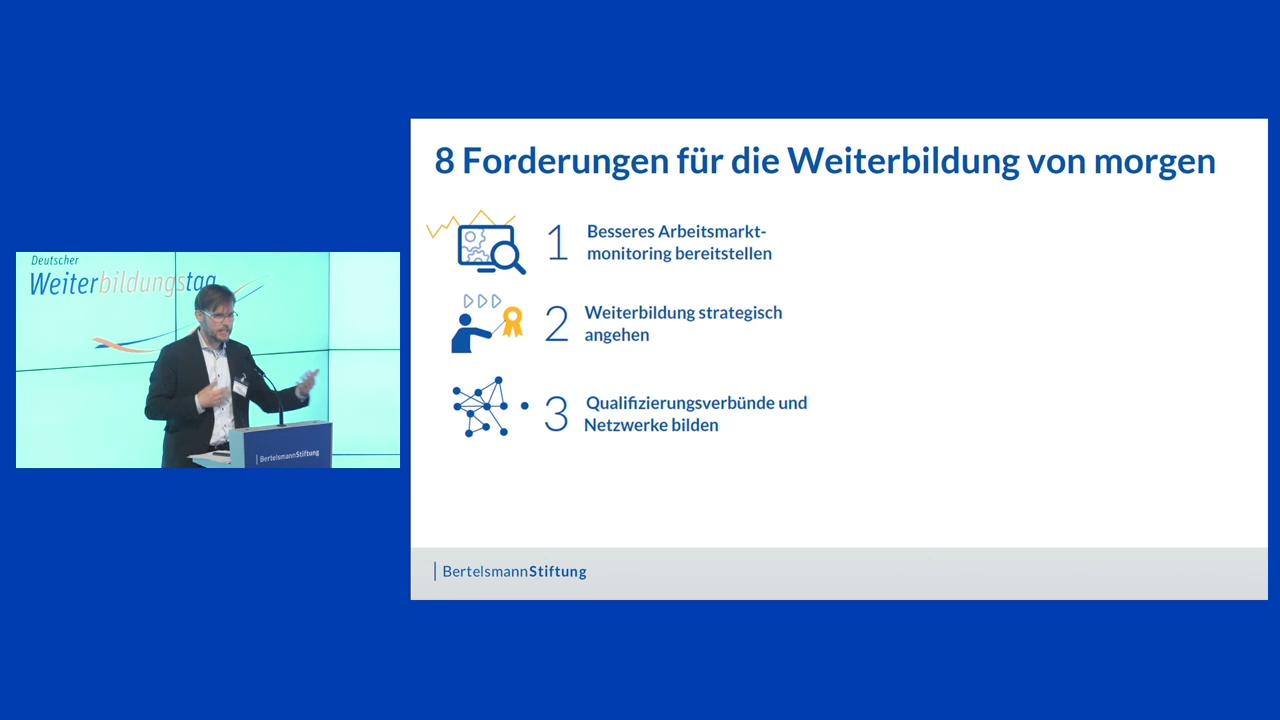 Deutscher
Weiterbildungstag
BertelsmannStiftung
8 Forderungen für die Weiterbildung von morgen
1 Besseres Arbeitsmarkt-
monitoring bereitstellen
2 Weiterbildung strategisch
angehen
3 Qualifizierungsverbünde und
Netzwerke bilden
BertelsmannStiftung